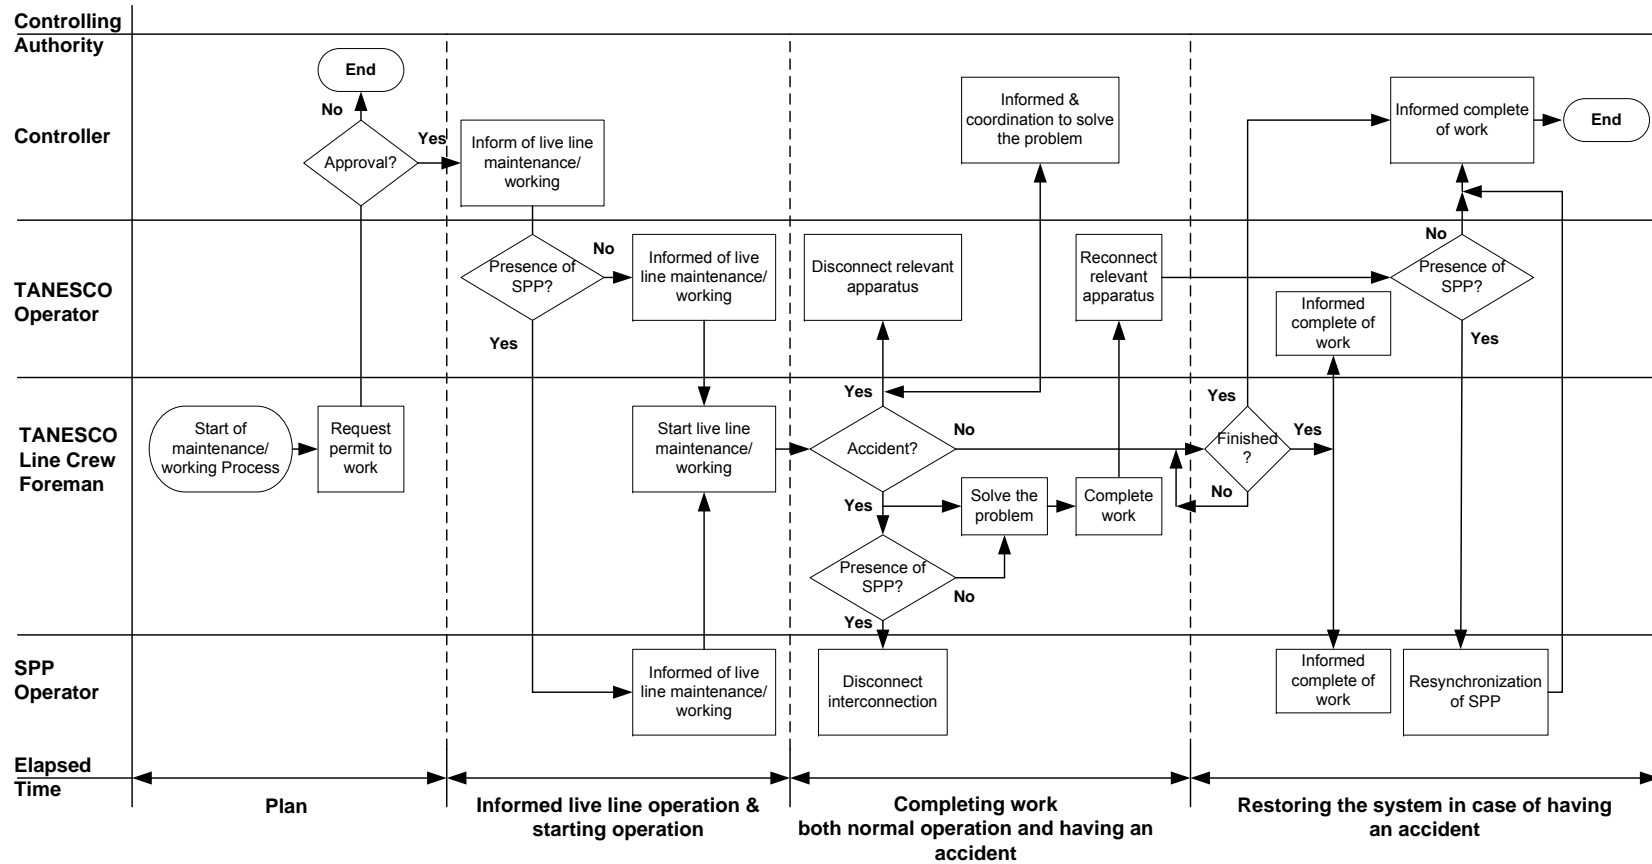 Controlling
Authority
End
No
Approval?
Yes
Controller
Inform of live line
maintenance/
working
Informed &
coordination to solve
the problem
Informed complete
of work
End
TANESCO
Operator
Presence of
SPP?
No
Yes
Informed of live
line maintenance/
working
Disconnect relevant
apparatus
Reconnect
relevant
apparatus
Informed
complete of
work
No
Presence of
SPP?
Yes
TANESCO
Line Crew
Foreman
Start of
maintenance/
working Process
Request
permit to
work
Start live line
maintenance/
working
Yes
Accident?
No
Yes
Solve the
problem
Complete
work
Presence of
SPP?
No
Yes
Yes
Finished
?
Yes
No
SPP
Operator
Informed of live
line maintenance/
working
Disconnect
interconnection
Informed
complete of
work
Resynchronization
of SPP
Elapsed
Time
Plan
Informed live line operation &
starting operation
Completing work
both normal operation and having an
accident
Restoring the system in case of having
an accident